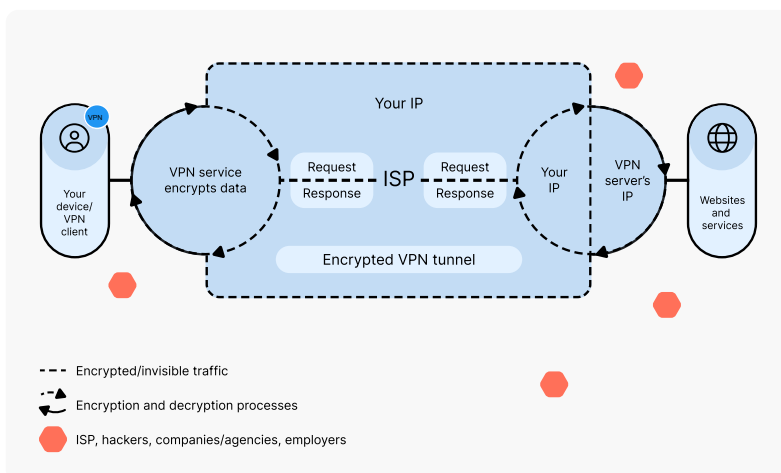 Your IP
VPN
Your
device/
VPN
client
VPN service
encrypts data
Request
Response
ISP
Request
Response
Your
IP
VPN
server's
IP
Websites
and
services
Encrypted VPN tunnel
Encrypted/invisible traffic
Encryption and decryption processes
ISP, hackers, companies/agencies, employers